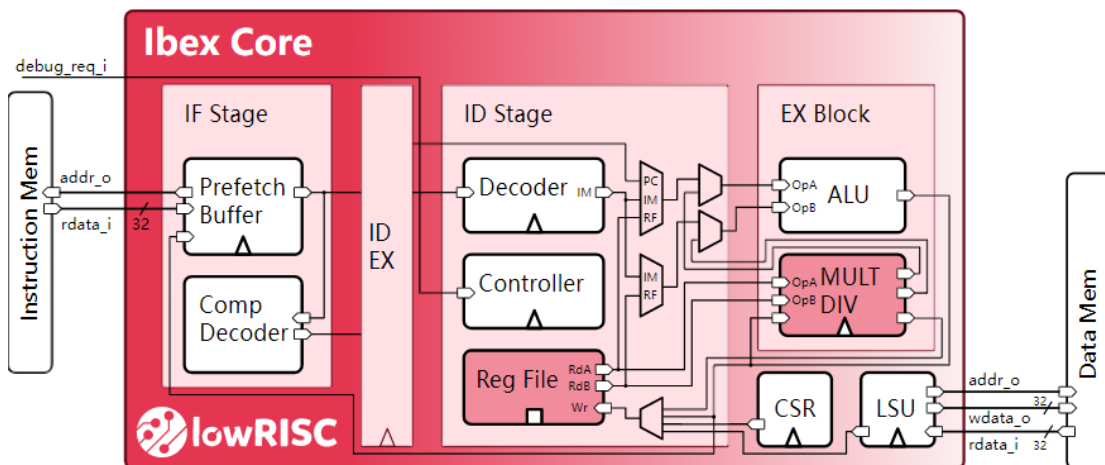 Ibex Core
debug_req_i
IF Stage
ID Stage
EX Block
Instruction Mem
addr_o
rdata_i
32
Prefetch
Buffer
Comp
Decoder
ID
EX
Decoder
IM
Controller
Reg File
RdA
RdB
Wr
PC
IM
RF
IM
RF
OpA
OpB
ALU
OpA
OpB
MULT
DIV
CSR
LSU
addr_o
32
wdata_o
rdata_i
32
Data Mem
lowRISC